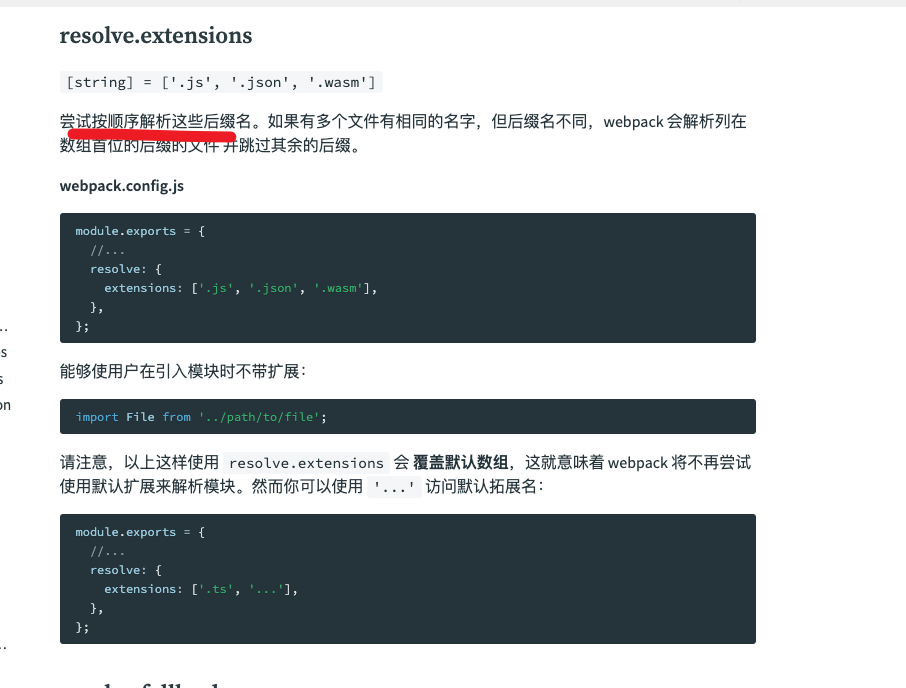 resolve.extensions
[string] = ['.js', '.json', '.wasm']
尝试按顺序解析这些后缀名。如果有多个文件有相同的名字，但后缀名不同，webpack 会解析列在
数组首位的后缀的文件 并跳过其余的后缀。
webpack.config.js
module.exports = {
  //...
  resolve: {
    extensions: ['.js', '.json', '.wasm'],
  },
};
能够使用户在引入模块时不带扩展：
import File from '../path/to/file';
请注意，以上这样使用 resolve.extensions 会 覆盖默认数组，这就意味着 webpack 将不再尝试
使用默认扩展来解析模块。然而你可以使用 '...' 访问默认拓展名：
module.exports = {
  //...
  resolve: {
    extensions: ['.ts', '...'],
  },
};